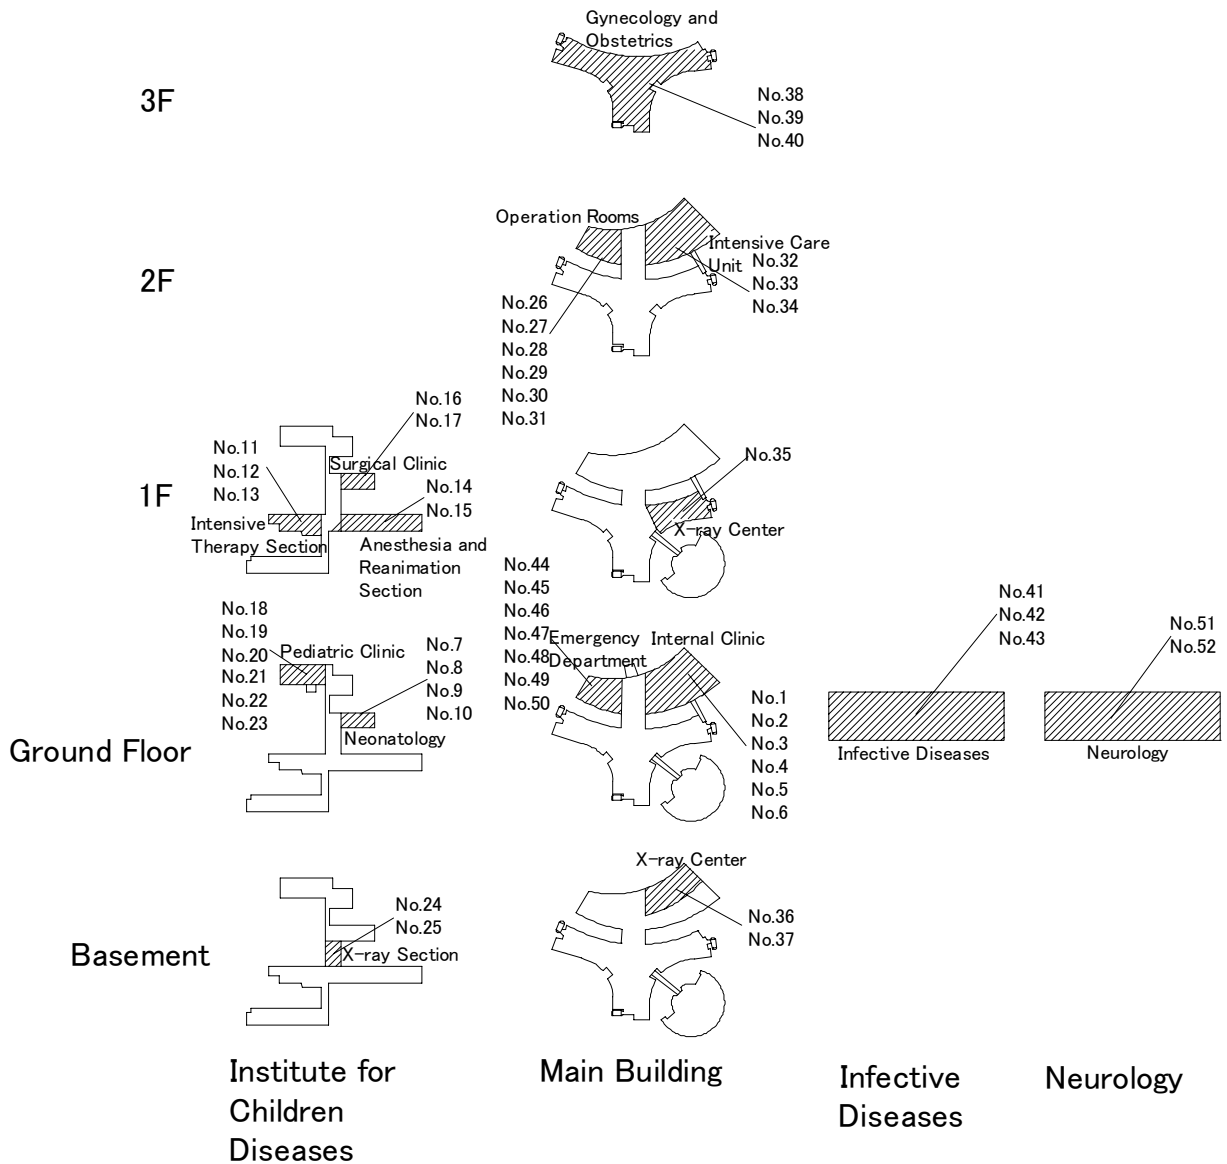 Gynecology and
Obstetrics
3F
No.38
No.39
No.40
Operation Rooms
Intensive Care
Unit
2F
No.32
No.33
No.34
No.26
No.27
No.28
No.29
No.30
No.31
No.16
No.17
No.11
No.12
No.13
Surgical Clinic
No.14
No.15
1F
Intensive
Therapy Section
Anesthesia and
Reanimation
Section
No.35
X-ray Center
No.44
No.45
No.46
No.47
No.48
No.49
No.50
Emergency
Department
Internal Clinic
No.41
No.42
No.43
No.51
No.52
No.18
No.19
No.20
No.21
No.22
No.23
Pediatric Clinic
No.7
No.8
No.9
No.10
Neonatology
No.1
No.2
No.3
No.4
No.5
No.6
Ground Floor
Infective Diseases
Neurology
X-ray Center
No.24
No.25
X-ray Section
No.36
No.37
Basement
Institute for
Children
Diseases
Main Building
Infective
Diseases
Neurology